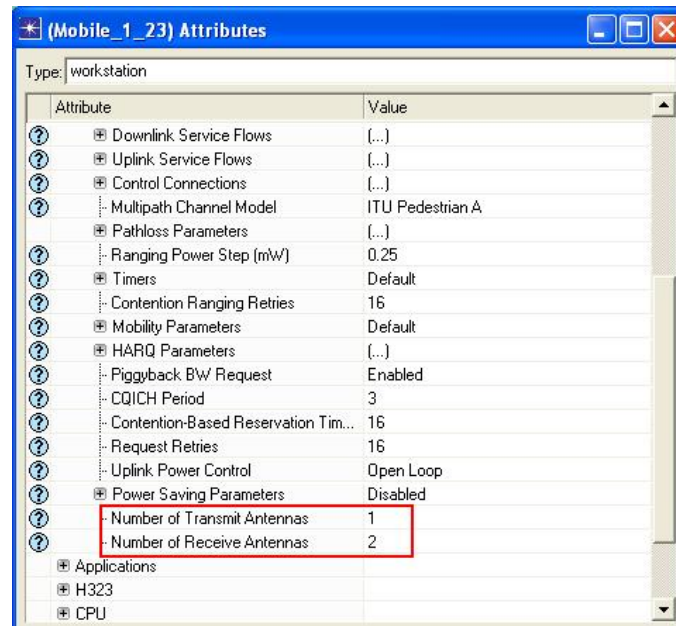 (Mobile_1_23) Attributes
Type: workstation
Attribute Value
Downlink Service Flows (...)
Uplink Service Flows (...)
Control Connections (...)
Multipath Channel Model ITU Pedestrian A
Pathloss Parameters (...)
Ranging Power Step (mW) 0.25
Timers Default
Contention Ranging Retries 16
Mobility Parameters Default
HARQ Parameters (...)
Piggyback BW Request Enabled
CQICH Period 3
Contention-Based Reservation Tim... 16
Request Retries 16
Uplink Power Control Open Loop
Power Saving Parameters Disabled
Number of Transmit Antennas 1
Number of Receive Antennas 2
Applications
H323
CPU